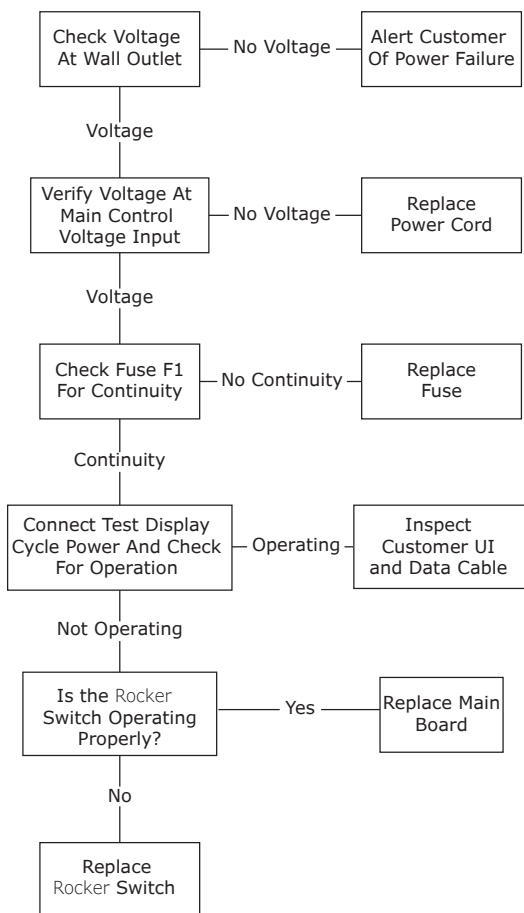 Check Voltage
At Wall Outlet
No Voltage
Alert Customer
Of Power Failure
Voltage
Verify Voltage At
Main Control
Voltage Input
No Voltage
Replace
Power Cord
Voltage
Check Fuse F1
For Continuity
No Continuity
Replace
Fuse
Continuity
Connect Test Display
Cycle Power And Check
For Operation
Operating
Inspect
Customer UI
and Data Cable
Not Operating
Is the Rocker
Switch Operating
Properly?
Yes
Replace Main
Board
No
Replace
Rocker Switch